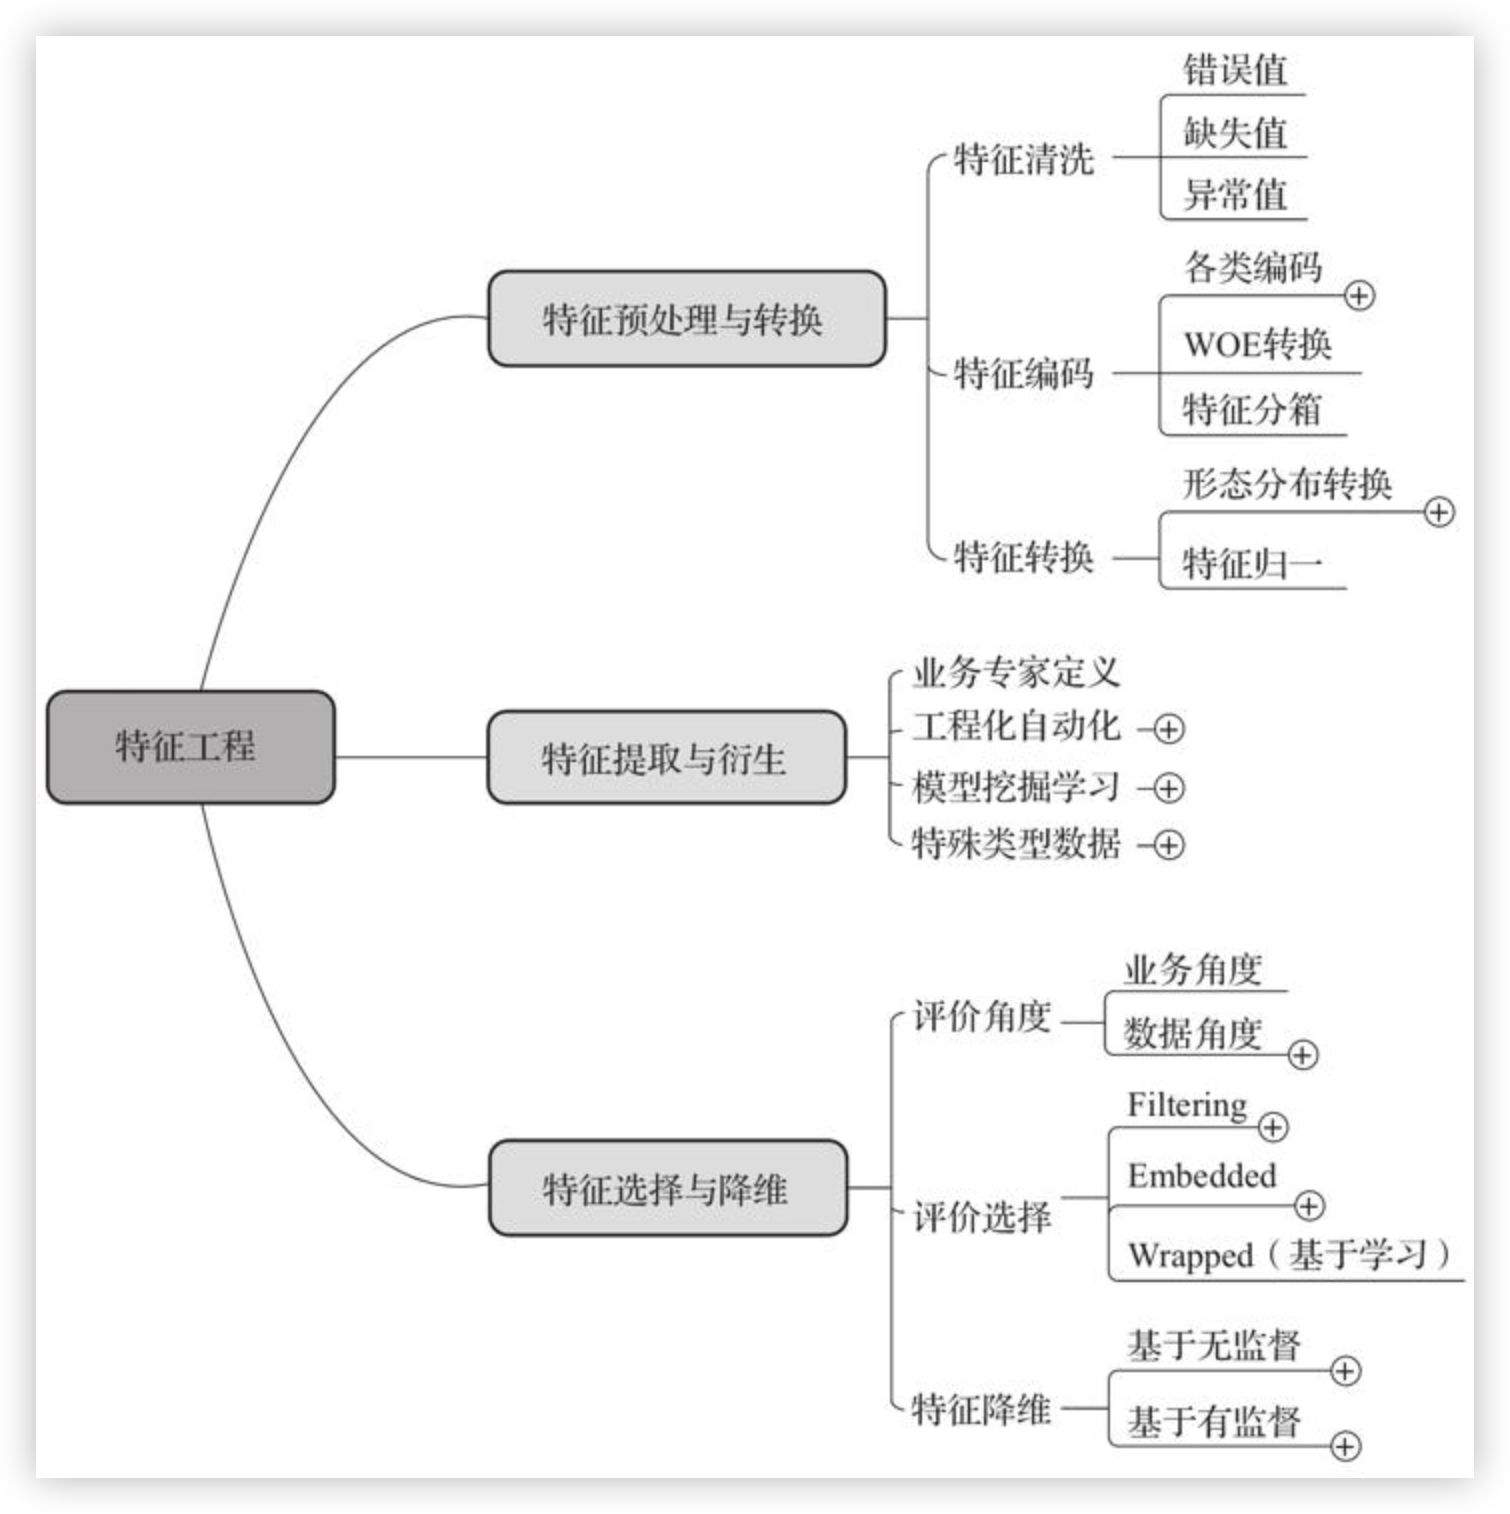 特征工程
特征预处理与转换
特征清洗
错误值
缺失值
异常值
特征编码
各类编码
WOE转换
特征分箱
特征转换
形态分布转换
特征归一
特征提取与衍生
业务专家定义
工程化自动化
模型挖掘学习
特殊类型数据
特征选择与降维
评价角度
业务角度
数据角度
评价选择
Filtering
Embedded
Wrapped（基于学习）
特征降维
基于无监督
基于有监督